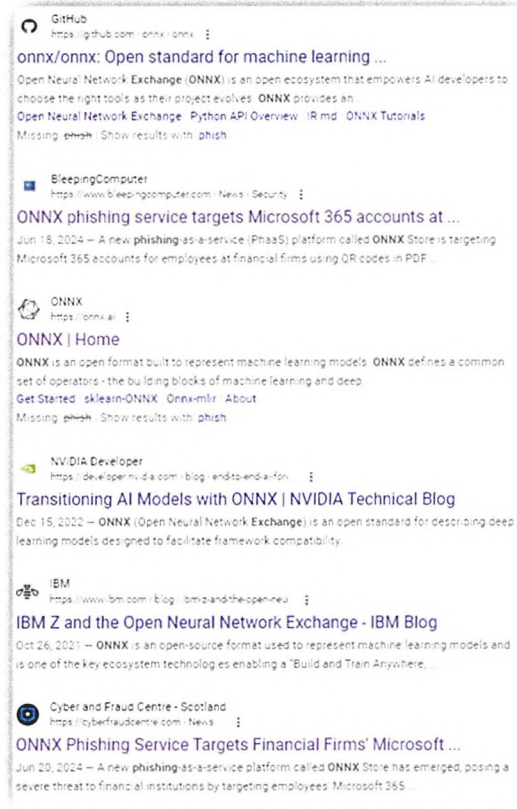 GitHub
https://github.com › onnx › onnx
onnx/onnx: Open standard for machine learning ...
Open Neural Network Exchange (ONNX) is an open ecosystem that empowers AI developers to
choose the right tools as their project evolves. ONNX provides an ...
Open Neural Network Exchange · Python API Overview · IR.md · ONNX Tutorials
Missing: phish | Show results with: phish
BleepingComputer
https://www.bleepingcomputer.com › News › Security
ONNX phishing service targets Microsoft 365 accounts at ...
Jun 18, 2024 — A new phishing-as-a-service (PhaaS) platform called ONNX Store is targeting
Microsoft 365 accounts for employees at financial firms using QR codes in PDF ...
ONNX
https://onnx.ai
ONNX | Home
ONNX is an open format built to represent machine learning models. ONNX defines a common
set of operators - the building blocks of machine learning and deep ...
Get Started · sklearn-ONNX · Onnx-mlir · About
Missing: phish | Show results with: phish
NVIDIA Developer
https://developer.nvidia.com › blog › end-to-end-ai-for-...
Transitioning AI Models with ONNX | NVIDIA Technical Blog
Dec 15, 2022 — ONNX (Open Neural Network Exchange) is an open standard for describing deep
learning models designed to facilitate framework compatibility.
IBM
https://www.ibm.com › blog › ibm-z-and-the-open-neu...
IBM Z and the Open Neural Network Exchange - IBM Blog
Oct 26, 2021 — ONNX is an open-source format used to represent machine learning models and
is one of the key ecosystem technologies enabling a "Build and Train Anywhere, ...
Cyber and Fraud Centre - Scotland
https://cyberfraudcentre.com › News
ONNX Phishing Service Targets Financial Firms' Microsoft ...
Jun 20, 2024 — A new phishing-as-a-service platform called ONNX Store has emerged, posing a
severe threat to financial institutions by targeting employees' Microsoft 365 ...